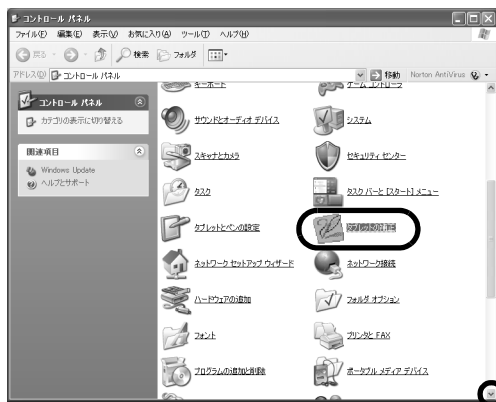 コントロール パネル
ファイル(F) 編集(E) 表示(V) お気に入り(A) ツール(T) ヘルプ(H)
戻る 検索 フォルダ
アドレス(D) コントロール パネル 移動 Norton AntiVirus
コントロール パネル
カテゴリの表示に切り替える
関連項目
Windows Update
ヘルプとサポート
キーボード ゲーム コントローラ
サウンドとオーディオ デバイス システム
スキャナとカメラ セキュリティ センター
タスク タスク バーと [スタート] メニュー
タブレットとペンの設定 タブレットの補正
ネットワーク セットアップ ウィザード ネットワーク接続
ハードウェアの追加 フォルダ オプション
フォント プリンタと FAX
プログラムの追加と削除 ポータブル メディア デバイス